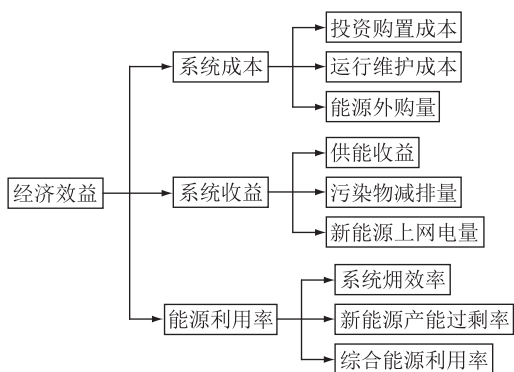 投资购置成本
系统成本
运行维护成本
能源外购量
供能收益
经济效益
系统收益
污染物减排量
新能源上网电量
系统㶲效率
能源利用率
新能源产能过剩率
综合能源利用率